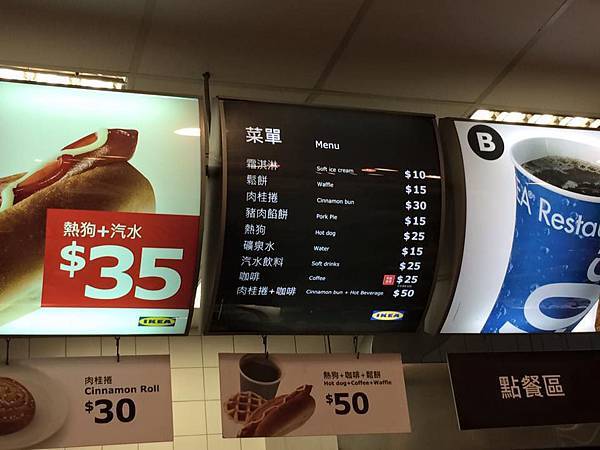 熱狗+汽水
$35
IKEA
菜單 Menu
霜淇淋 Soft ice cream $10
鬆餅 Waffle $15
肉桂捲 Cinnamon bun $30
豬肉餡餅 Pork Pie $15
熱狗 Hot dog $25
礦泉水 Water $15
汽水飲料 Soft drinks $25
咖啡 Coffee $25
肉桂捲+咖啡 Cinnamon bun + Hot Beverage $50
IKEA
B
EA® Restau
肉桂捲
Cinnamon Roll
$30
熱狗+咖啡+鬆餅
Hot dog+Coffee+Waffle
$50
點餐區